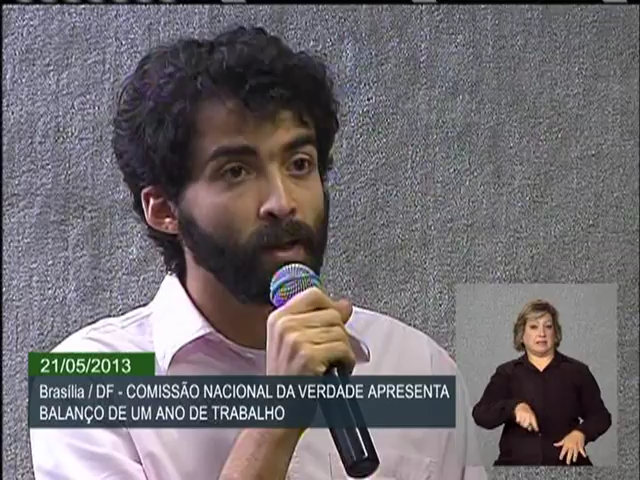 21/05/2013
Brasília / DF - COMISSÃO NACIONAL DA VERDADE APRESENTA
BALANÇO DE UM ANO DE TRABALHO